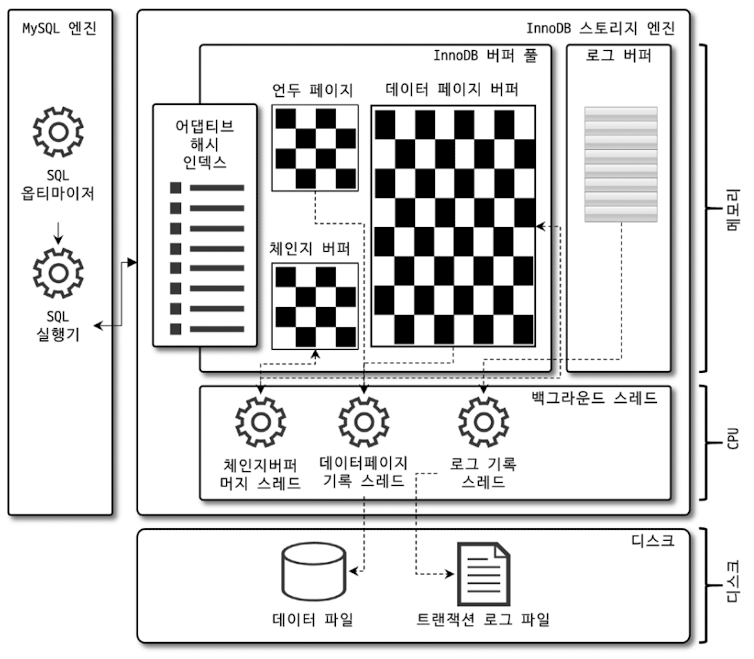 MySQL 엔진
InnoDB 스토리지 엔진
InnoDB 버퍼 풀
로그 버퍼
언두 페이지
데이터 페이지 버퍼
어댑티브
해시
인덱스
SQL
옵티마이저
체인지 버퍼
SQL
실행기
메모리
백그라운드 스레드
체인지버퍼
머지 스레드
데이터페이지
기록 스레드
로그 기록
스레드
CPU
디스크
데이터 파일
트랜잭션 로그 파일
디스크